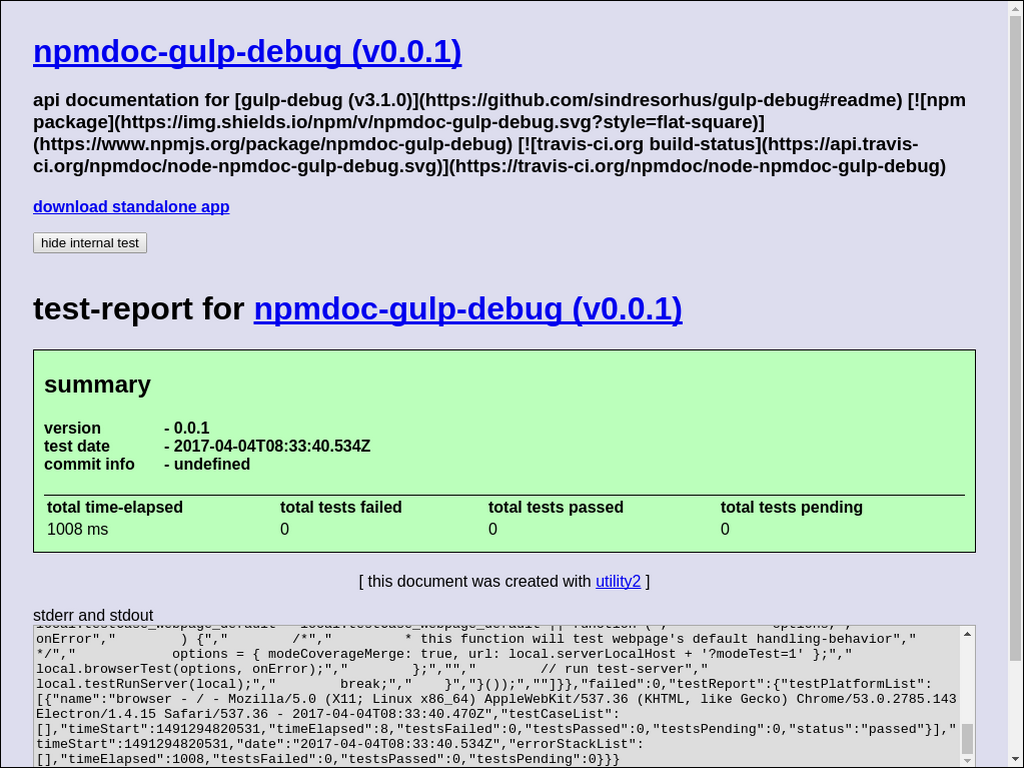 npmdoc-gulp-debug (v0.0.1)
api documentation for [gulp-debug (v3.1.0)](https://github.com/sindresorhus/gulp-debug#readme) [![npm
package](https://img.shields.io/npm/v/npmdoc-gulp-debug.svg?style=flat-square)]
(https://www.npmjs.org/package/npmdoc-gulp-debug) [![travis-ci.org build-status](https://api.travis-
ci.org/npmdoc/node-npmdoc-gulp-debug.svg)](https://travis-ci.org/npmdoc/node-npmdoc-gulp-debug)
download standalone app
hide internal test
test-report for npmdoc-gulp-debug (v0.0.1)
summary
version - 0.0.1
test date - 2017-04-04T08:33:40.534Z
commit info - undefined
total time-elapsed total tests failed total tests passed total tests pending
1008 ms 0 0 0
[ this document was created with utility2 ]
stderr and stdout
onError","        ) {","        /*","         * this function will test webpage's default handling-behavior","
*/","            options = { modeCoverageMerge: true, url: local.serverLocalHost + '?modeTest=1' };","
local.browserTest(options, onError);","        };","","        // run test-server","
local.testRunServer(local);","        break;","    }","}());",""]}},"failed":0,"testReport":{"testPlatformList":
[{"name":"browser - / - Mozilla/5.0 (X11; Linux x86_64) AppleWebKit/537.36 (KHTML, like Gecko) Chrome/53.0.2785.143
Electron/1.4.15 Safari/537.36 - 2017-04-04T08:33:40.470Z","testCaseList":
[],"timeStart":1491294820531,"timeElapsed":8,"testsFailed":0,"testsPassed":0,"testsPending":0,"status":"passed"}],"
timeStart":1491294820531,"date":"2017-04-04T08:33:40.534Z","errorStackList":
[],"timeElapsed":1008,"testsFailed":0,"testsPassed":0,"testsPending":0}}}